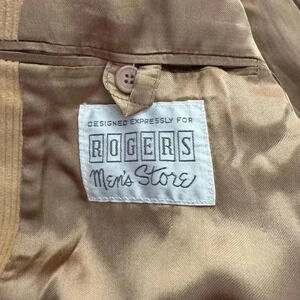 DESIGNED EXPRESSLY FOR
ROGERS
Men's Store